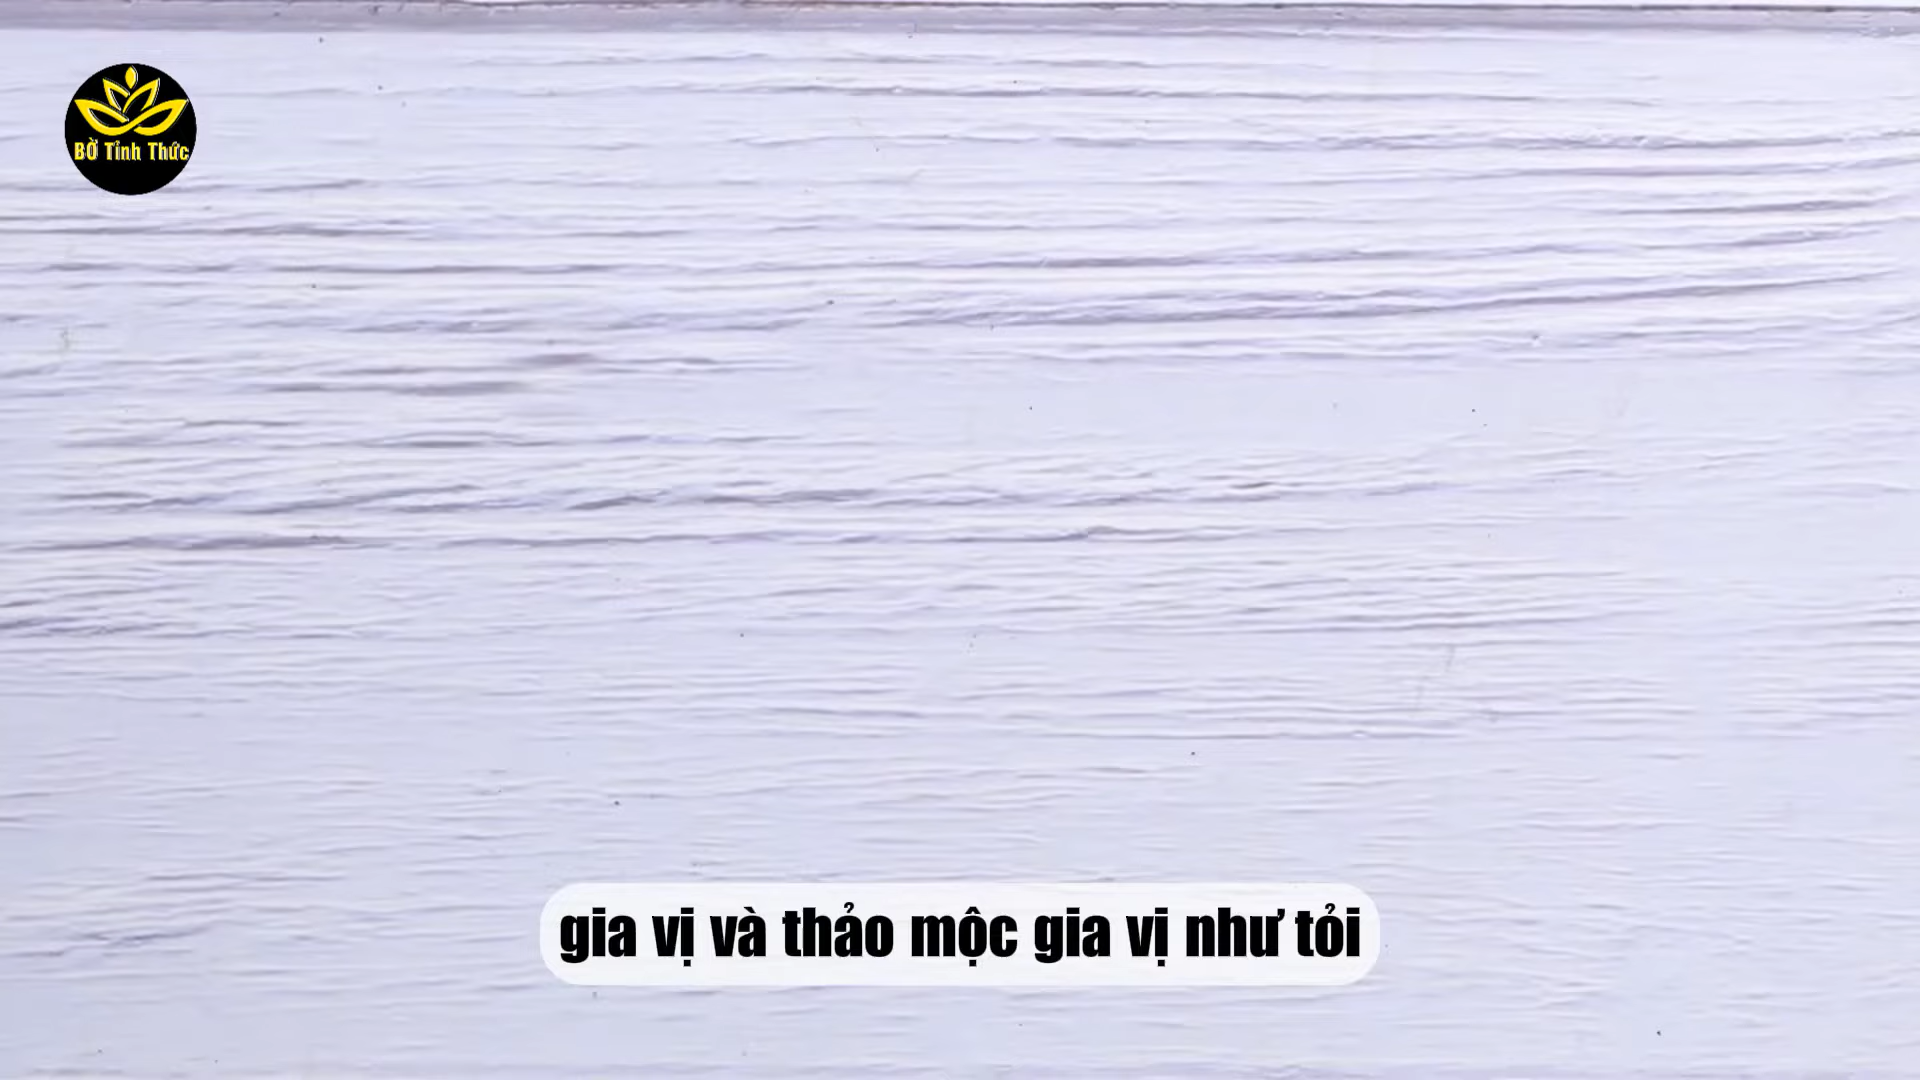 BỜ Tỉnh Thức
gia vị và thảo mộc gia vị như tỏi